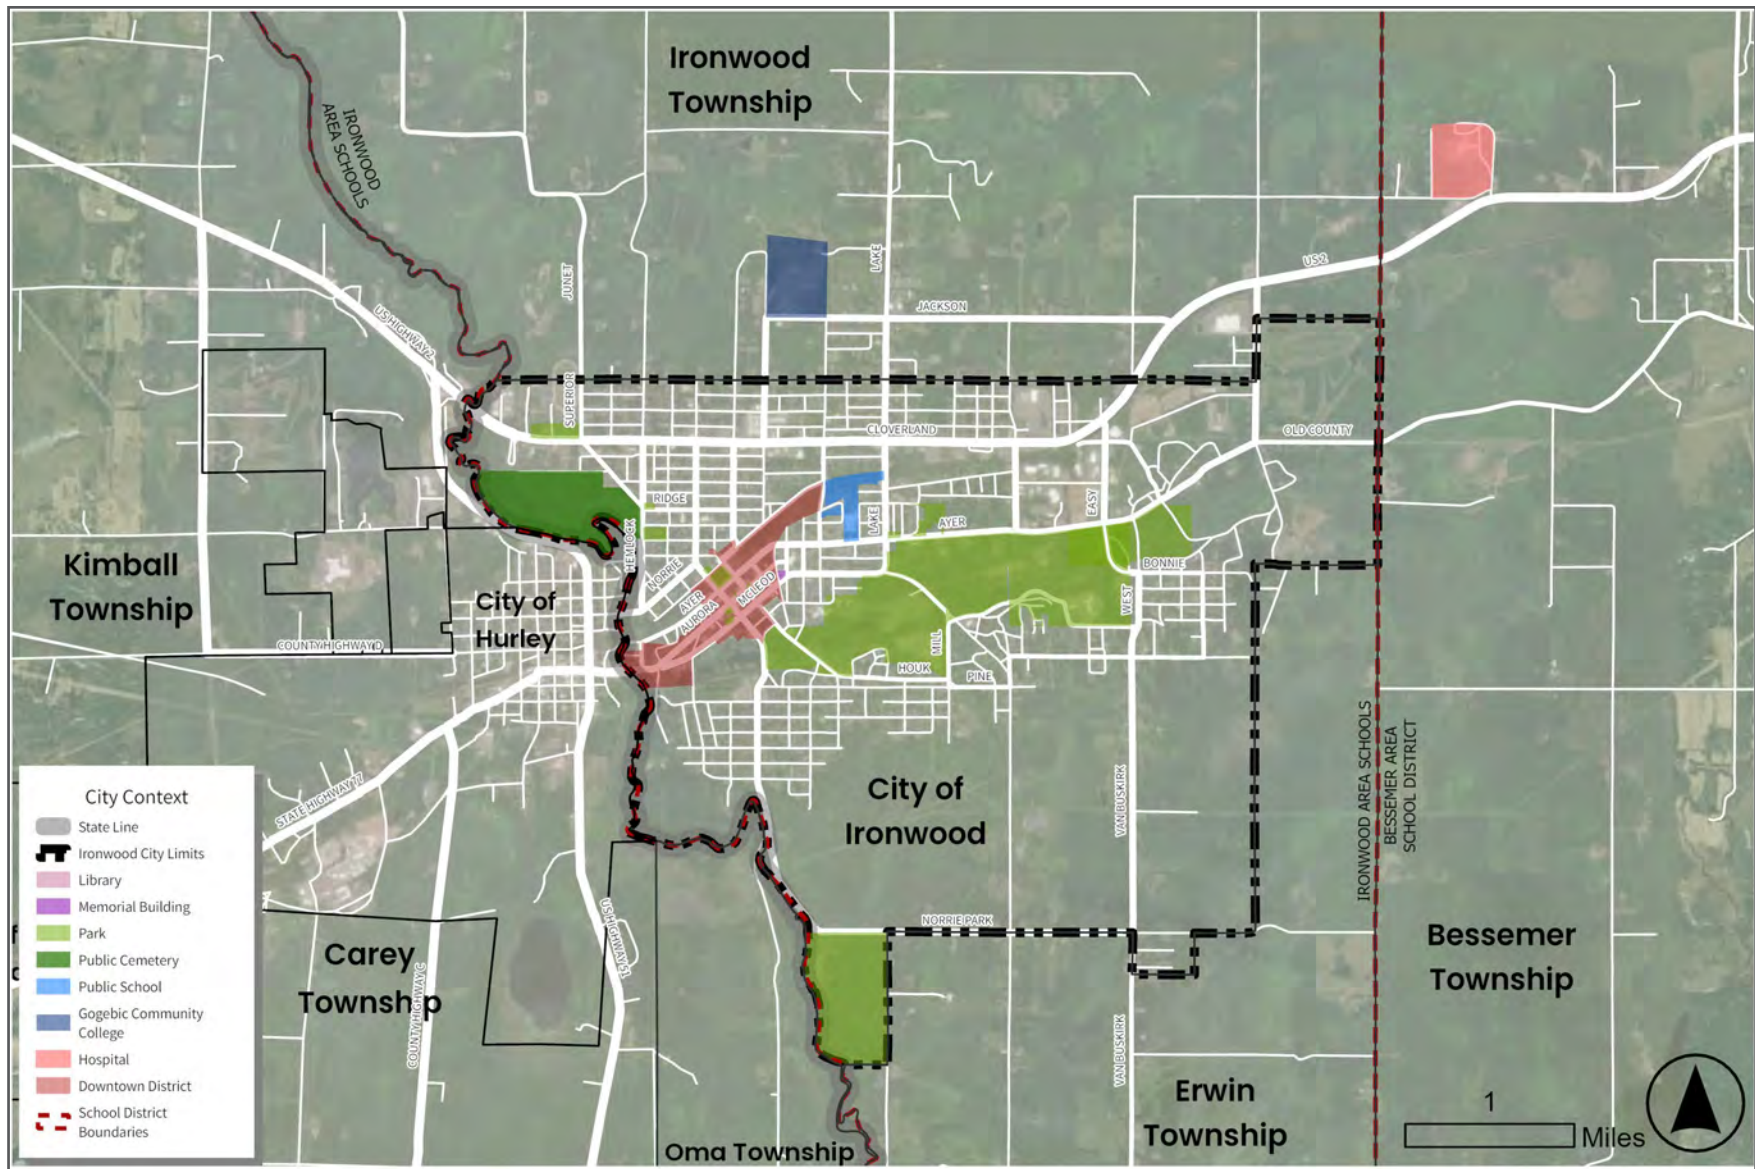 Ironwood
Township
IRONWOOD
AREA SCHOOLS
JUNET
LAKE
US 2
JACKSON
US HIGHWAY 2
SUPERIOR
CLOVERLAND
OLD COUNTY
RIDGE
EASY
LAKE
AYER
HEMLOCK
NORRIE
BONNIE
Kimball
Township
City of
Hurley
AYER
AURORA
MCLEOD
WEST
MILL
COUNTY HIGHWAY D
HOUK
PINE
IRONWOOD AREA SCHOOLS
BESSEMER AREA
SCHOOL DISTRICT
City of
Ironwood
VAN BUSKIRK
STATE HIGHWAY 77
City Context
State Line
Ironwood City Limits
Library
Memorial Building
Park
Public Cemetery
Public School
Gogebic Community
College
Hospital
Downtown District
School District
Boundaries
US HIGHWAY 51
NORRIE PARK
Carey
Township
COUNTY HIGHWAY C
Bessemer
Township
VAN BUSKIRK
Erwin
Township
Oma Township
1
Miles